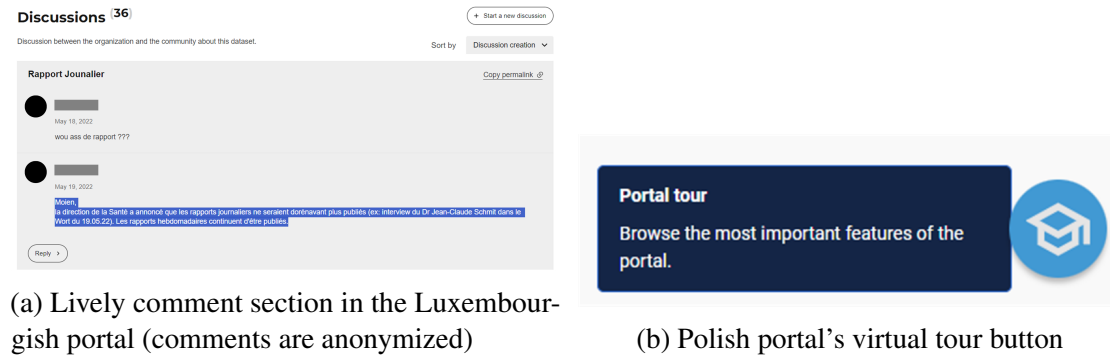 Discussions (36)
+ Start a new discussion
Discussion between the organization and the community about this dataset.
Sort by Discussion creation
Rapport Jounalier
Copy permalink
May 18, 2022
wou ass de rapport ???
May 19, 2022
Moien,
la direction de la Santé a annoncé que les rapports journaliers ne seraient dorénavant plus publiés (ex: interview du Dr Jean-Claude Schmit dans le
Wort du 19.05.22). Les rapports hebdomadaires continuent d'être publiés.
Reply
(a) Lively comment section in the Luxembour-
gish portal (comments are anonymized)
Portal tour
Browse the most important features of the
portal.
(b) Polish portal's virtual tour button